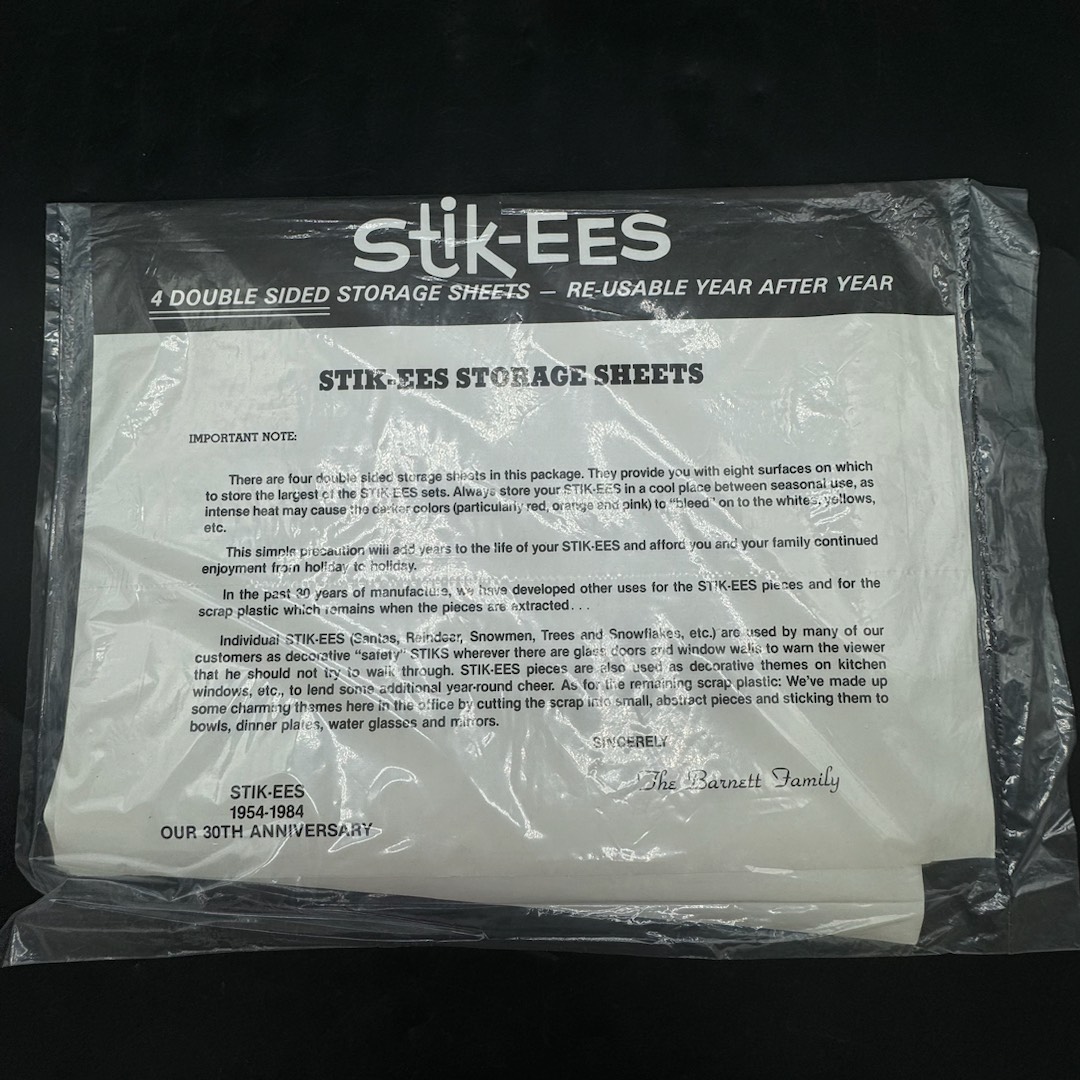 Stik-EES
4 DOUBLE SIDED STORAGE SHEETS — RE-USABLE YEAR AFTER YEAR
STIK-EES STORAGE SHEETS
IMPORTANT NOTE:
There are four double sided storage sheets in this package. They provide you with eight surfaces on which
to store the largest of the STIK-EES sets. Always store your STIK-EES in a cool place between seasonal use, as
intense heat may cause the darker colors (particularly red, orange and pink) to "bleed" on to the whites, yellows,
etc.
This simple precaution will add years to the life of your STIK-EES and afford you and your family continued
enjoyment from holiday to holiday.
In the past 30 years of manufacture, we have developed other uses for the STIK-EES pieces and for the
scrap plastic which remains when the pieces are extracted...
Individual STIK-EES (Santas, Reindeer, Snowmen, Trees and Snowflakes, etc.) are used by many of our
customers as decorative "safety" STIKS wherever there are glass doors and window walls to warn the viewer
that he should not try to walk through. STIK-EES pieces are also used as decorative themes on kitchen
windows, etc., to lend some additional year-round cheer. As for the remaining scrap plastic: We've made up
some charming themes here in the office by cutting the scrap into small, abstract pieces and sticking them to
bowls, dinner plates, water glasses and mirrors.
SINCERELY
The Barnett Family
STIK-EES
1954-1984
OUR 30TH ANNIVERSARY